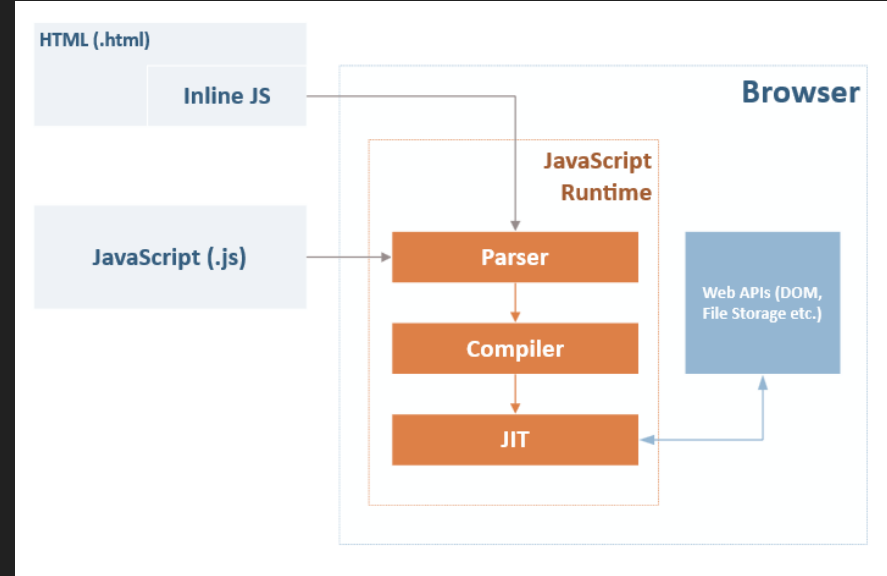 HTML (.html)
Inline JS
Browser
JavaScript
Runtime
JavaScript (.js)
Parser
Web APIs (DOM,
File Storage etc.)
Compiler
JIT